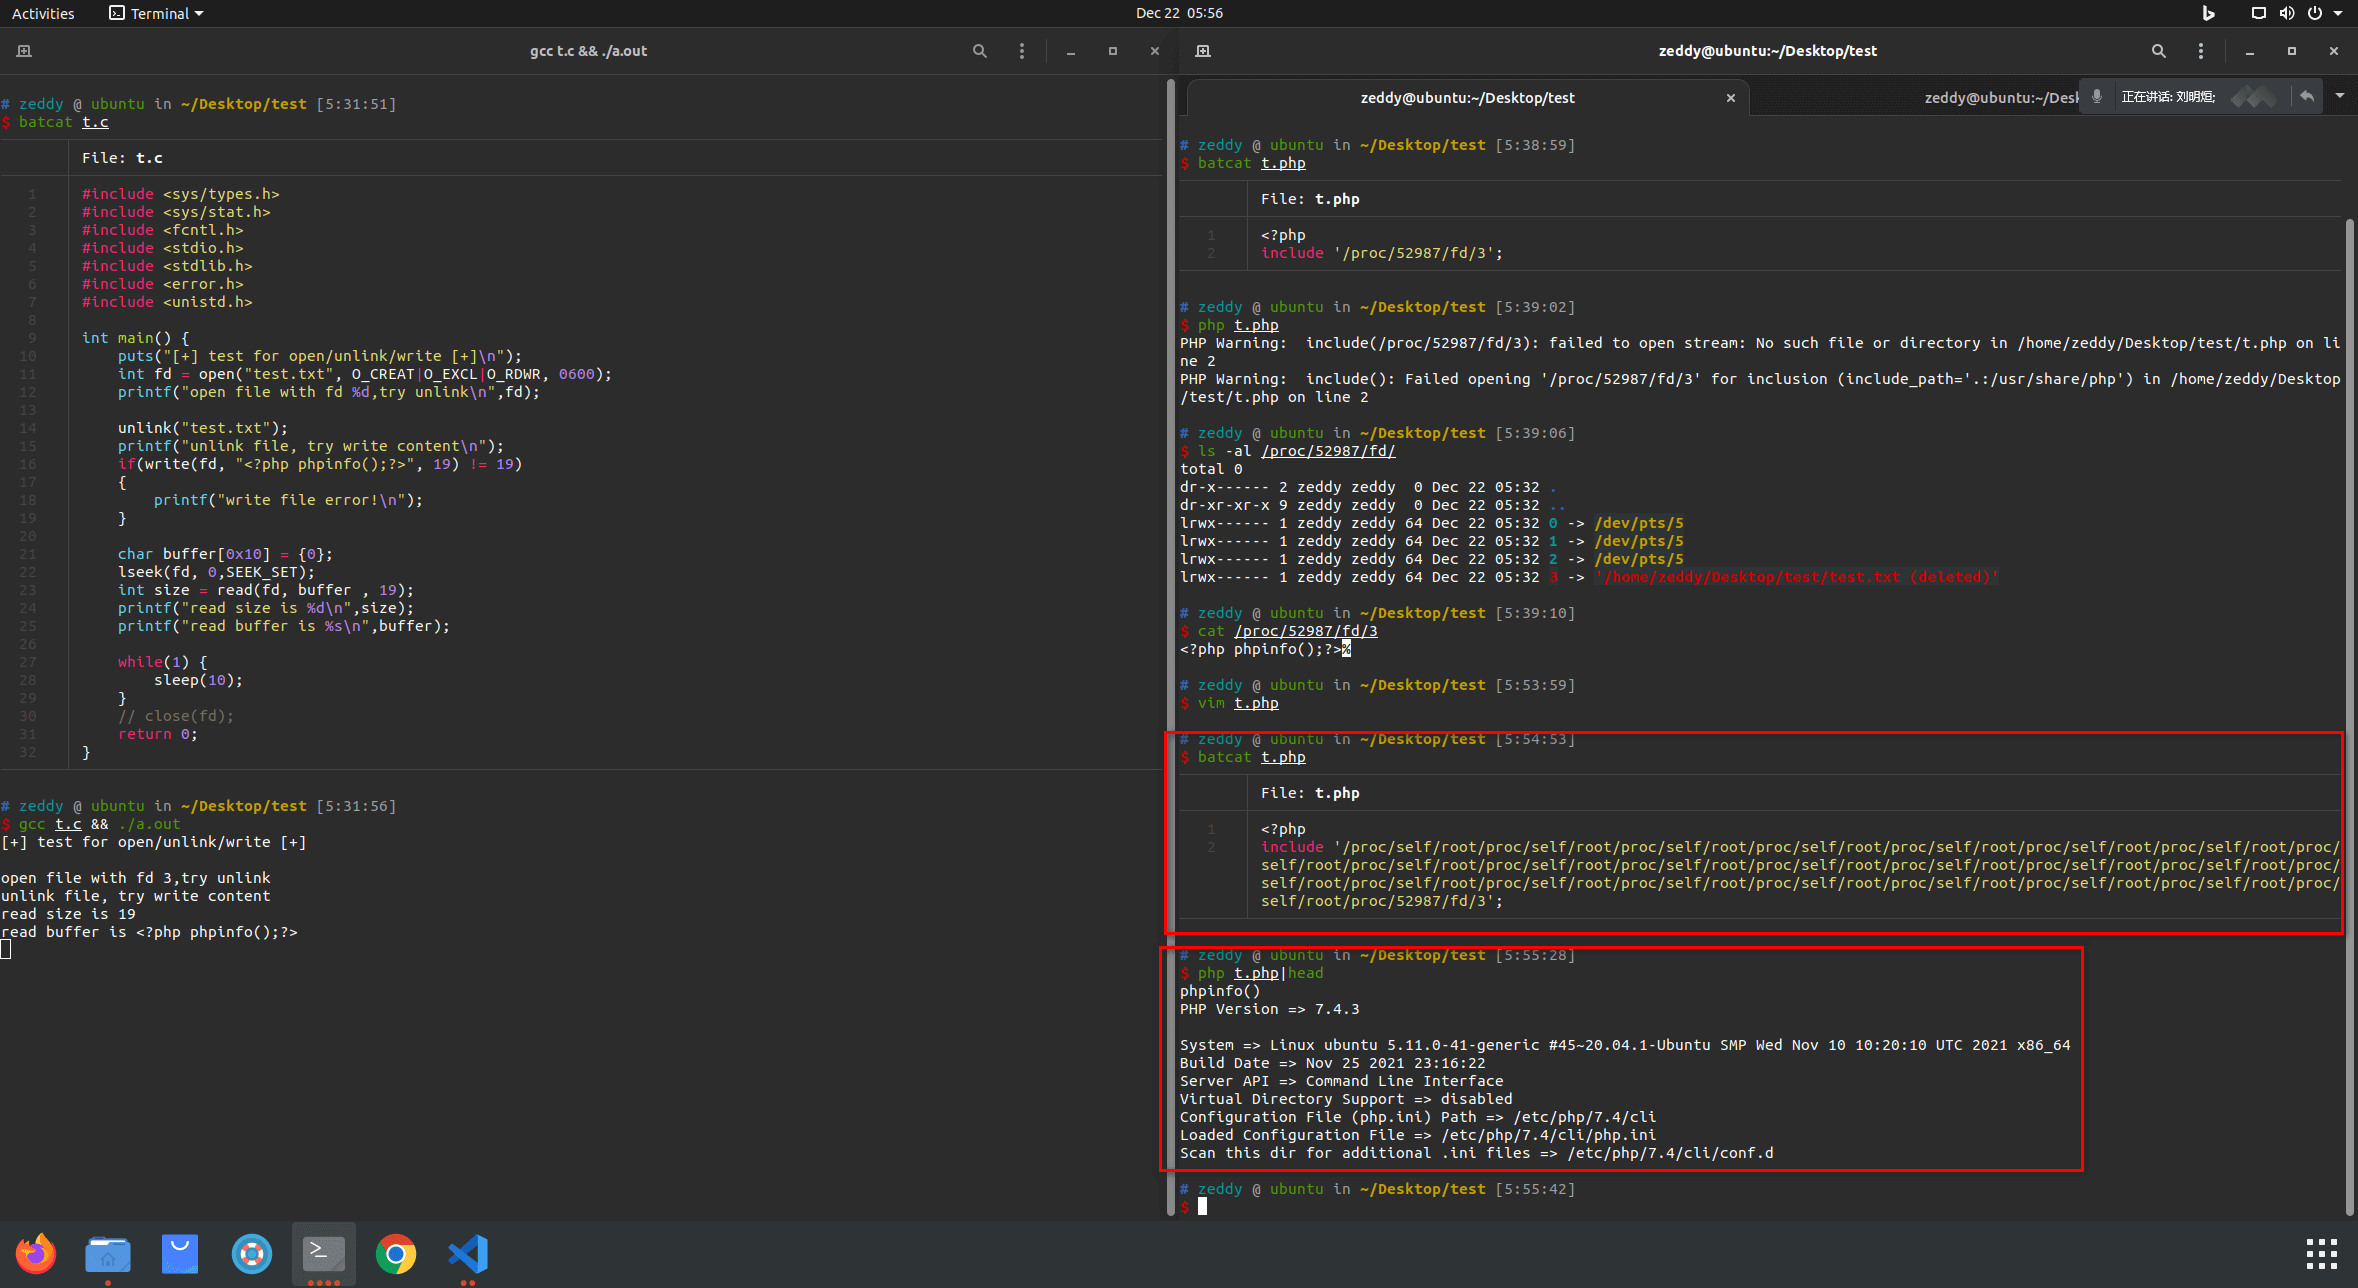 Activities
Terminal
Dec 22 05:56
gcc t.c && ./a.out
# zeddy @ ubuntu in ~/Desktop/test [5:31:51]
$ batcat t.c
File: t.c
1 #include <sys/types.h>
2 #include <sys/stat.h>
3 #include <fcntl.h>
4 #include <stdio.h>
5 #include <stdlib.h>
6 #include <error.h>
7 #include <unistd.h>
8
9 int main() {
10 puts("[+] test for open/unlink/write [+]\n");
11 int fd = open("test.txt", O_CREAT|O_EXCL|O_RDWR, 0600);
12 printf("open file with fd %d,try unlink\n",fd);
13
14 unlink("test.txt");
15 printf("unlink file, try write content\n");
16 if(write(fd, "<?php phpinfo();?>", 19) != 19)
17 {
18 printf("write file error!\n");
19 }
20
21 char buffer[0x10] = {0};
22 lseek(fd, 0,SEEK_SET);
23 int size = read(fd, buffer , 19);
24 printf("read size is %d\n",size);
25 printf("read buffer is %s\n",buffer);
26
27 while(1) {
28 sleep(10);
29 }
30 // close(fd);
31 return 0;
32 }
# zeddy @ ubuntu in ~/Desktop/test [5:31:56]
$ gcc t.c && ./a.out
[+] test for open/unlink/write [+]
open file with fd 3,try unlink
unlink file, try write content
read size is 19
read buffer is <?php phpinfo();?>
zeddy@ubuntu:~/Desktop/test
zeddy@ubuntu:~/Desktop/test
zeddy@ubuntu:~/Desk
正在讲话: 刘明烜;
# zeddy @ ubuntu in ~/Desktop/test [5:38:59]
$ batcat t.php
File: t.php
1 <?php
2 include '/proc/52987/fd/3';
# zeddy @ ubuntu in ~/Desktop/test [5:39:02]
$ php t.php
PHP Warning:  include(/proc/52987/fd/3): failed to open stream: No such file or directory in /home/zeddy/Desktop/test/t.php on li
ne 2
PHP Warning:  include(): Failed opening '/proc/52987/fd/3' for inclusion (include_path='.:/usr/share/php') in /home/zeddy/Desktop
/test/t.php on line 2
# zeddy @ ubuntu in ~/Desktop/test [5:39:06]
$ ls -al /proc/52987/fd/
total 0
dr-x------ 2 zeddy zeddy  0 Dec 22 05:32 .
dr-xr-xr-x 9 zeddy zeddy  0 Dec 22 05:32 ..
lrwx------ 1 zeddy zeddy 64 Dec 22 05:32 0 -> /dev/pts/5
lrwx------ 1 zeddy zeddy 64 Dec 22 05:32 1 -> /dev/pts/5
lrwx------ 1 zeddy zeddy 64 Dec 22 05:32 2 -> /dev/pts/5
lrwx------ 1 zeddy zeddy 64 Dec 22 05:32 3 -> '/home/zeddy/Desktop/test/test.txt (deleted)'
# zeddy @ ubuntu in ~/Desktop/test [5:39:10]
$ cat /proc/52987/fd/3
<?php phpinfo();?>%
# zeddy @ ubuntu in ~/Desktop/test [5:53:59]
$ vim t.php
# zeddy @ ubuntu in ~/Desktop/test [5:54:53]
$ batcat t.php
File: t.php
1 <?php
2 include '/proc/self/root/proc/self/root/proc/self/root/proc/self/root/proc/self/root/proc/self/root/proc/self/root/proc/
self/root/proc/self/root/proc/self/root/proc/self/root/proc/self/root/proc/self/root/proc/self/root/proc/self/root/proc/
self/root/proc/self/root/proc/self/root/proc/self/root/proc/self/root/proc/self/root/proc/self/root/proc/self/root/proc/
self/root/proc/52987/fd/3';
# zeddy @ ubuntu in ~/Desktop/test [5:55:28]
$ php t.php|head
phpinfo()
PHP Version => 7.4.3
System => Linux ubuntu 5.11.0-41-generic #45~20.04.1-Ubuntu SMP Wed Nov 10 10:20:10 UTC 2021 x86_64
Build Date => Nov 25 2021 23:16:22
Server API => Command Line Interface
Virtual Directory Support => disabled
Configuration File (php.ini) Path => /etc/php/7.4/cli
Loaded Configuration File => /etc/php/7.4/cli/php.ini
Scan this dir for additional .ini files => /etc/php/7.4/cli/conf.d
# zeddy @ ubuntu in ~/Desktop/test [5:55:42]
$